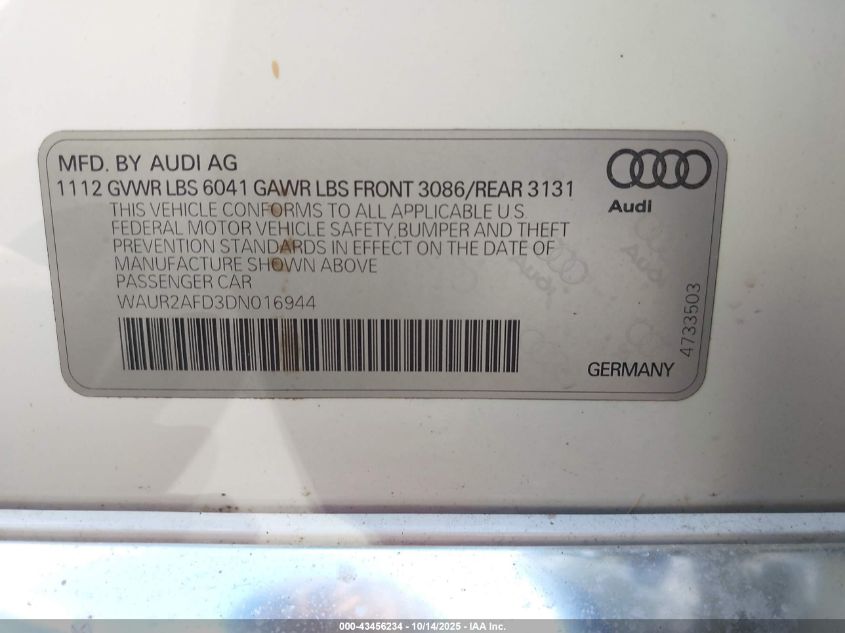 MFD. BY AUDI AG
1112 GVWR LBS 6041 GAWR LBS FRONT 3086/REAR 3131
THIS VEHICLE CONFORMS TO ALL APPLICABLE U S
FEDERAL MOTOR VEHICLE SAFETY,BUMPER AND THEFT
PREVENTION STANDARDS IN EFFECT ON THE DATE OF
MANUFACTURE SHOWN ABOVE
PASSENGER CAR
WAUR2AFD3DN016944
Audi
Audi
Audi
4733503
GERMANY
000-43456234 - 10/14/2025 - IAA Inc.